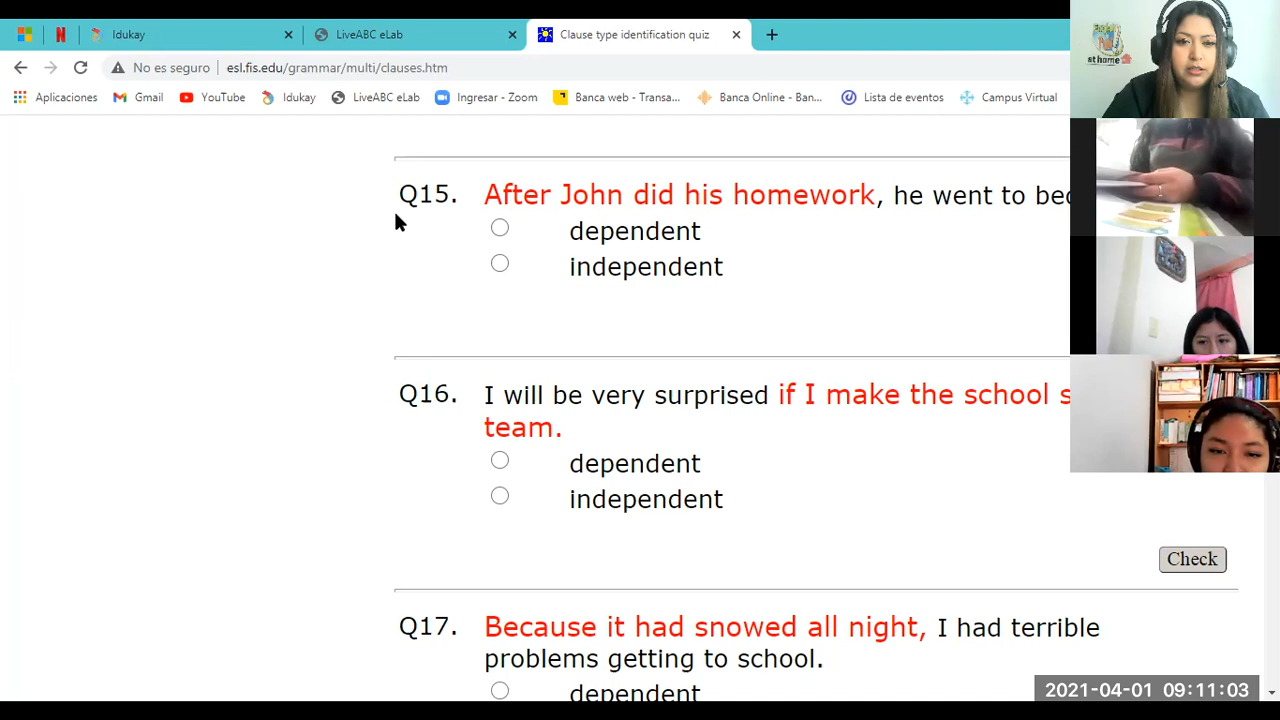 Idukay
LiveABC eLab
Clause type identification quiz
No es seguro
esl.fis.edu/grammar/multi/clauses.htm
Aplicaciones
Gmail
YouTube
Idukay
LiveABC eLab
Ingresar - Zoom
Banca web - Transa...
Banca Online - Ban...
Lista de eventos
Campus Virtual
English
st home
Q15. After John did his homework, he went to bed
dependent
independent
Q16. I will be very surprised if I make the school s
team.
dependent
independent
Check
Q17. Because it had snowed all night, I had terrible
problems getting to school.
dependent
2021-04-01 09:11:03